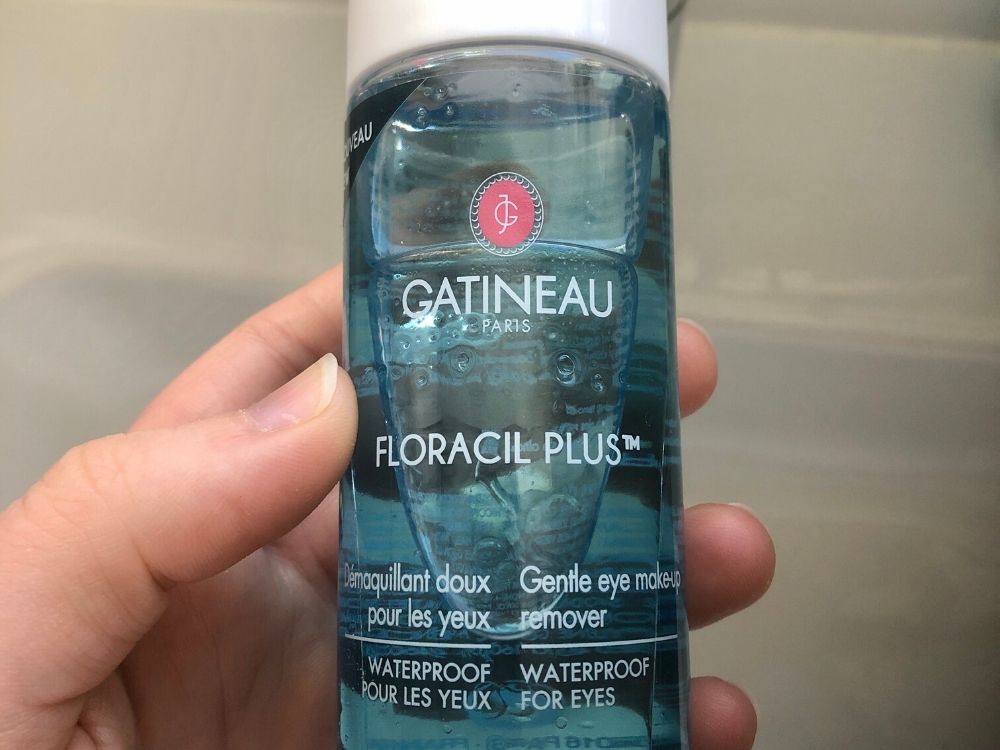 JG
GATINEAU
PARIS
FLORACIL PLUS™
Démaquillant doux
pour les yeux
WATERPROOF
POUR LES YEUX
Gentle eye make-up
remover
WATERPROOF
FOR EYES